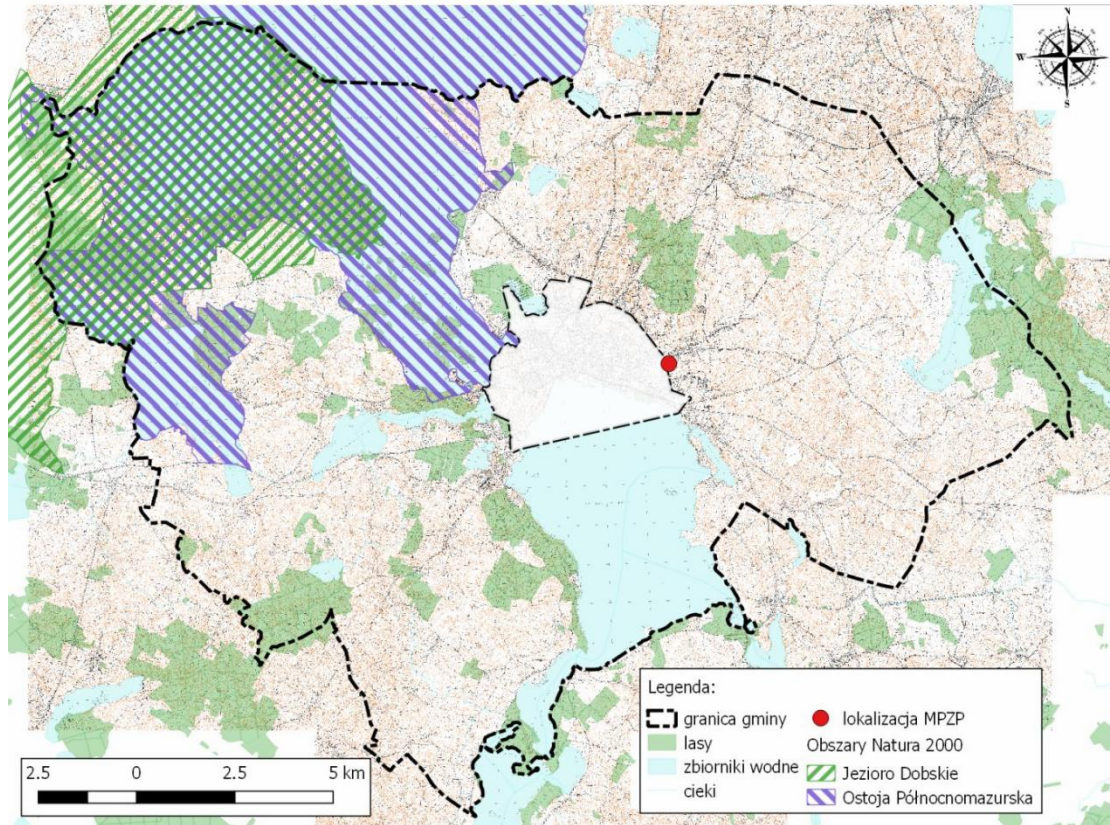 N
W
S
Legenda:
granica gminy
lasy
zbiorniki wodne
cieki
lokalizacja MPZP
Obszary Natura 2000
Jezioro Dobskie
Ostoja Północnomazurska
2.5 0 2.5 5 km